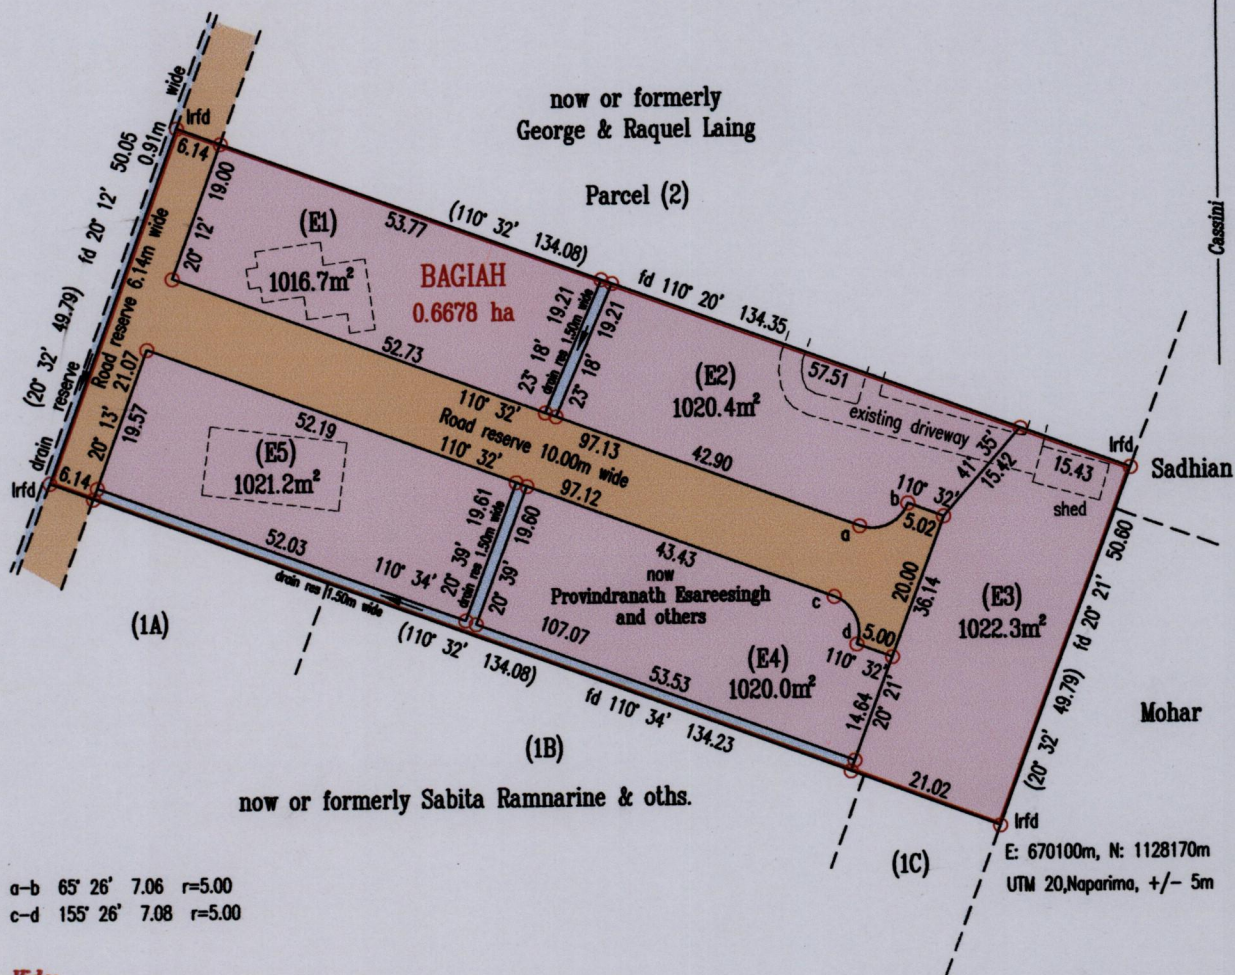 now or formerly
George & Raquel Laing
Parcel (2)
Cassini
wide
0.91m
fd 20° 12' 50.05
(20° 32' 49.79)
drain reserve
lrfd
6.14
19.00
20° 12'
Road reserve 6.14m wide
(E1)
1016.7m²
53.77
(110° 32' 134.08)
BAGIAH
0.6678 ha
fd 110° 20' 134.35
52.73
110° 32'
23° 18' 19.21
drain res 1.50m wide
23° 18' 19.21
(E2)
1020.4m²
57.51
existing driveway
41° 35'
15.42
15.43
shed
lrfd
Sadhian
Road reserve 10.00m wide
97.13
42.90
110° 32'
97.12
a
b
110° 32'
5.02
20.00
36.14
21.07
20° 13'
19.57
52.19
(E5)
1021.2m²
lrfd
6.14
52.03
110° 34'
drain res 1.50m wide
20° 39' 19.61
drain res 1.50m wide
20° 39' 19.60
43.43
now
Provindranath Esareesingh
and others
c
d
5.00
110° 32'
(E4)
1020.0m²
107.07
53.53
14.64
20° 21'
(E3)
1022.3m²
fd 20° 21' 50.60
(20° 32' 49.79)
Mohar
(1A)
(110° 32' 134.08)
fd 110° 34' 134.23
(1B)
now or formerly Sabita Ramnarine & oths.
21.02
lrfd
(1C)
E: 670100m, N: 1128170m
UTM 20,Naparima, +/- 5m
a-b 65° 26' 7.06 r=5.00
c-d 155° 26' 7.08 r=5.00